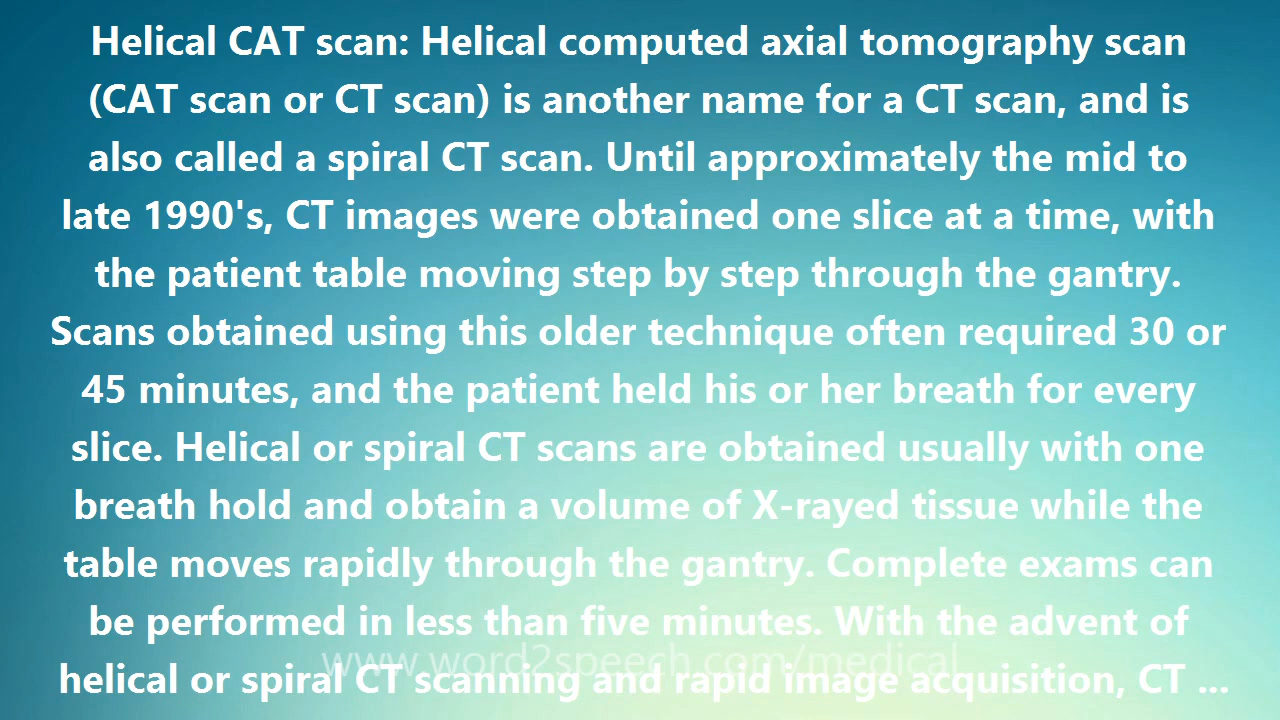 Helical CAT scan: Helical computed axial tomography scan
(CAT scan or CT scan) is another name for a CT scan, and is
also called a spiral CT scan. Until approximately the mid to
late 1990's, CT images were obtained one slice at a time, with
the patient table moving step by step through the gantry.
Scans obtained using this older technique often required 30 or
45 minutes, and the patient held his or her breath for every
slice. Helical or spiral CT scans are obtained usually with one
breath hold and obtain a volume of X-rayed tissue while the
table moves rapidly through the gantry. Complete exams can
be performed in less than five minutes. With the advent of
www.word2speech.com/medical
helical or spiral CT scanning and rapid image acquisition, CT ...